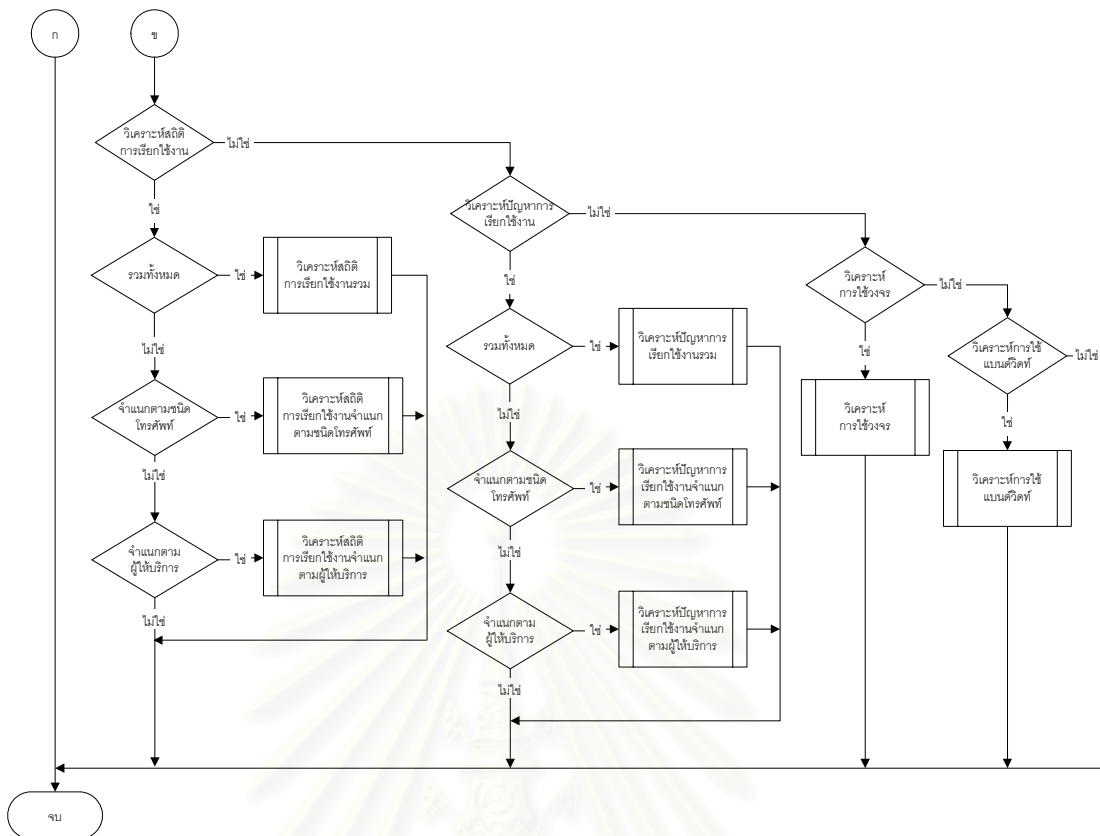 ก
ข
วิเคราะห์สถิติ
การเรียกใช้งาน
ไม่ใช่
ใช่
วิเคราะห์ปัญหาการ
เรียกใช้งาน
ไม่ใช่
ใช่
วิเคราะห์
การใช้วงจร
ไม่ใช่
ใช่
วิเคราะห์การใช้
แบนด์วิดท์
ไม่ใช่
ใช่
รวมทั้งหมด
ใช่
วิเคราะห์สถิติ
การเรียกใช้งานรวม
ไม่ใช่
รวมทั้งหมด
ใช่
วิเคราะห์ปัญหาการ
เรียกใช้งานรวม
ไม่ใช่
วิเคราะห์
การใช้วงจร
วิเคราะห์การใช้
แบนด์วิดท์
จำแนกตามชนิด
โทรศัพท์
ใช่
วิเคราะห์สถิติ
การเรียกใช้งานจำแนก
ตามชนิดโทรศัพท์
ไม่ใช่
จำแนกตามชนิด
โทรศัพท์
ใช่
วิเคราะห์ปัญหาการ
เรียกใช้งานจำแนก
ตามชนิดโทรศัพท์
ไม่ใช่
จำแนกตาม
ผู้ให้บริการ
ใช่
วิเคราะห์สถิติ
การเรียกใช้งานจำแนก
ตามผู้ให้บริการ
ไม่ใช่
จำแนกตาม
ผู้ให้บริการ
ใช่
วิเคราะห์ปัญหาการ
เรียกใช้งานจำแนก
ตามผู้ให้บริการ
ไม่ใช่
จบ